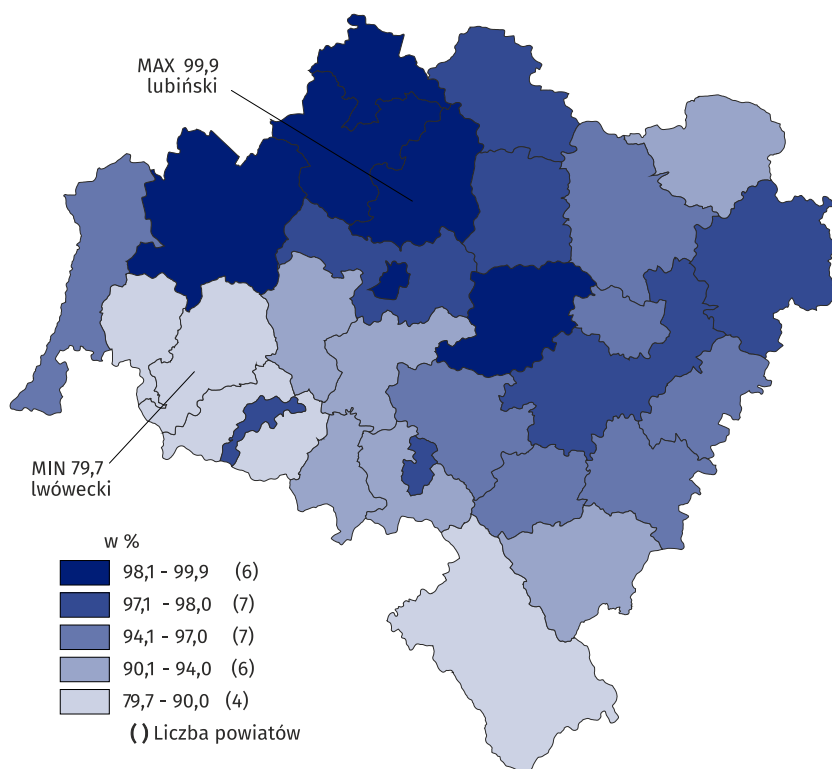 MAX 99,9
lubiński
MIN 79,7
lwówecki
w %
98,1 - 99,9 (6)
97,1 - 98,0 (7)
94,1 - 97,0 (7)
90,1 - 94,0 (6)
79,7 - 90,0 (4)
( ) Liczba powiatów